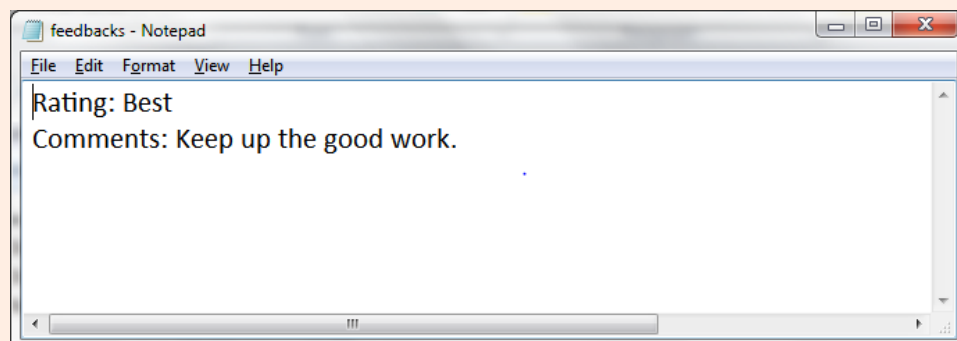 feedbacks - Notepad
File Edit Format View Help
Rating: Best
Comments: Keep up the good work.